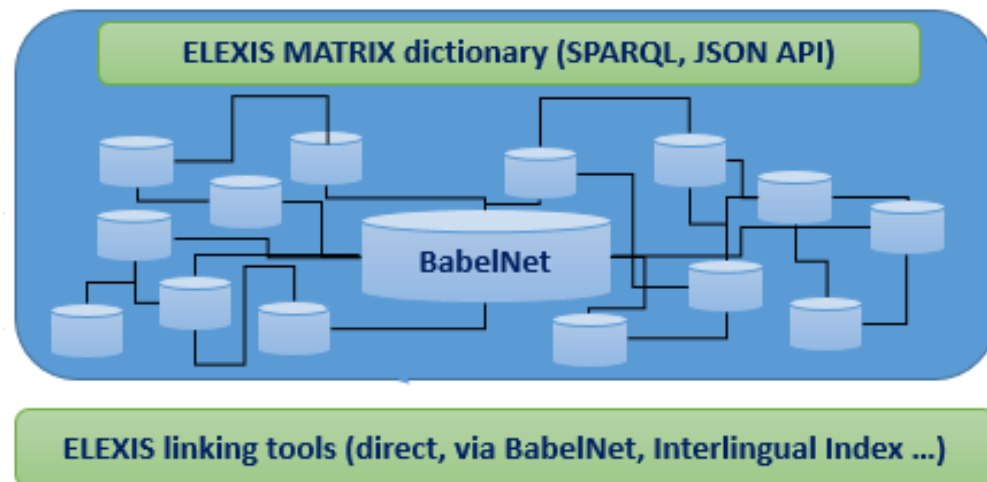 ELEXIS MATRIX dictionary (SPARQL, JSON API)
BabelNet
ELEXIS linking tools (direct, via BabelNet, Interlingual Index ...)